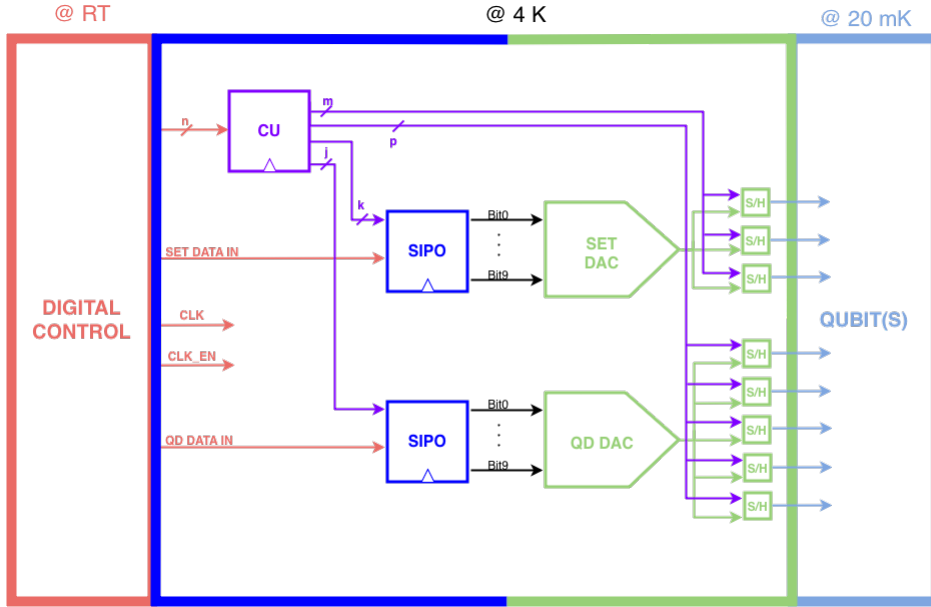 @ RT
@ 4 K
@ 20 mK
n
CU
m
p
j
k
SET DATA IN
SIPO
Bit0
Bit9
SET
DAC
S/H
S/H
S/H
DIGITAL
CONTROL
CLK
CLK_EN
QUBIT(S)
QD DATA IN
SIPO
Bit0
Bit9
QD DAC
S/H
S/H
S/H
S/H
S/H